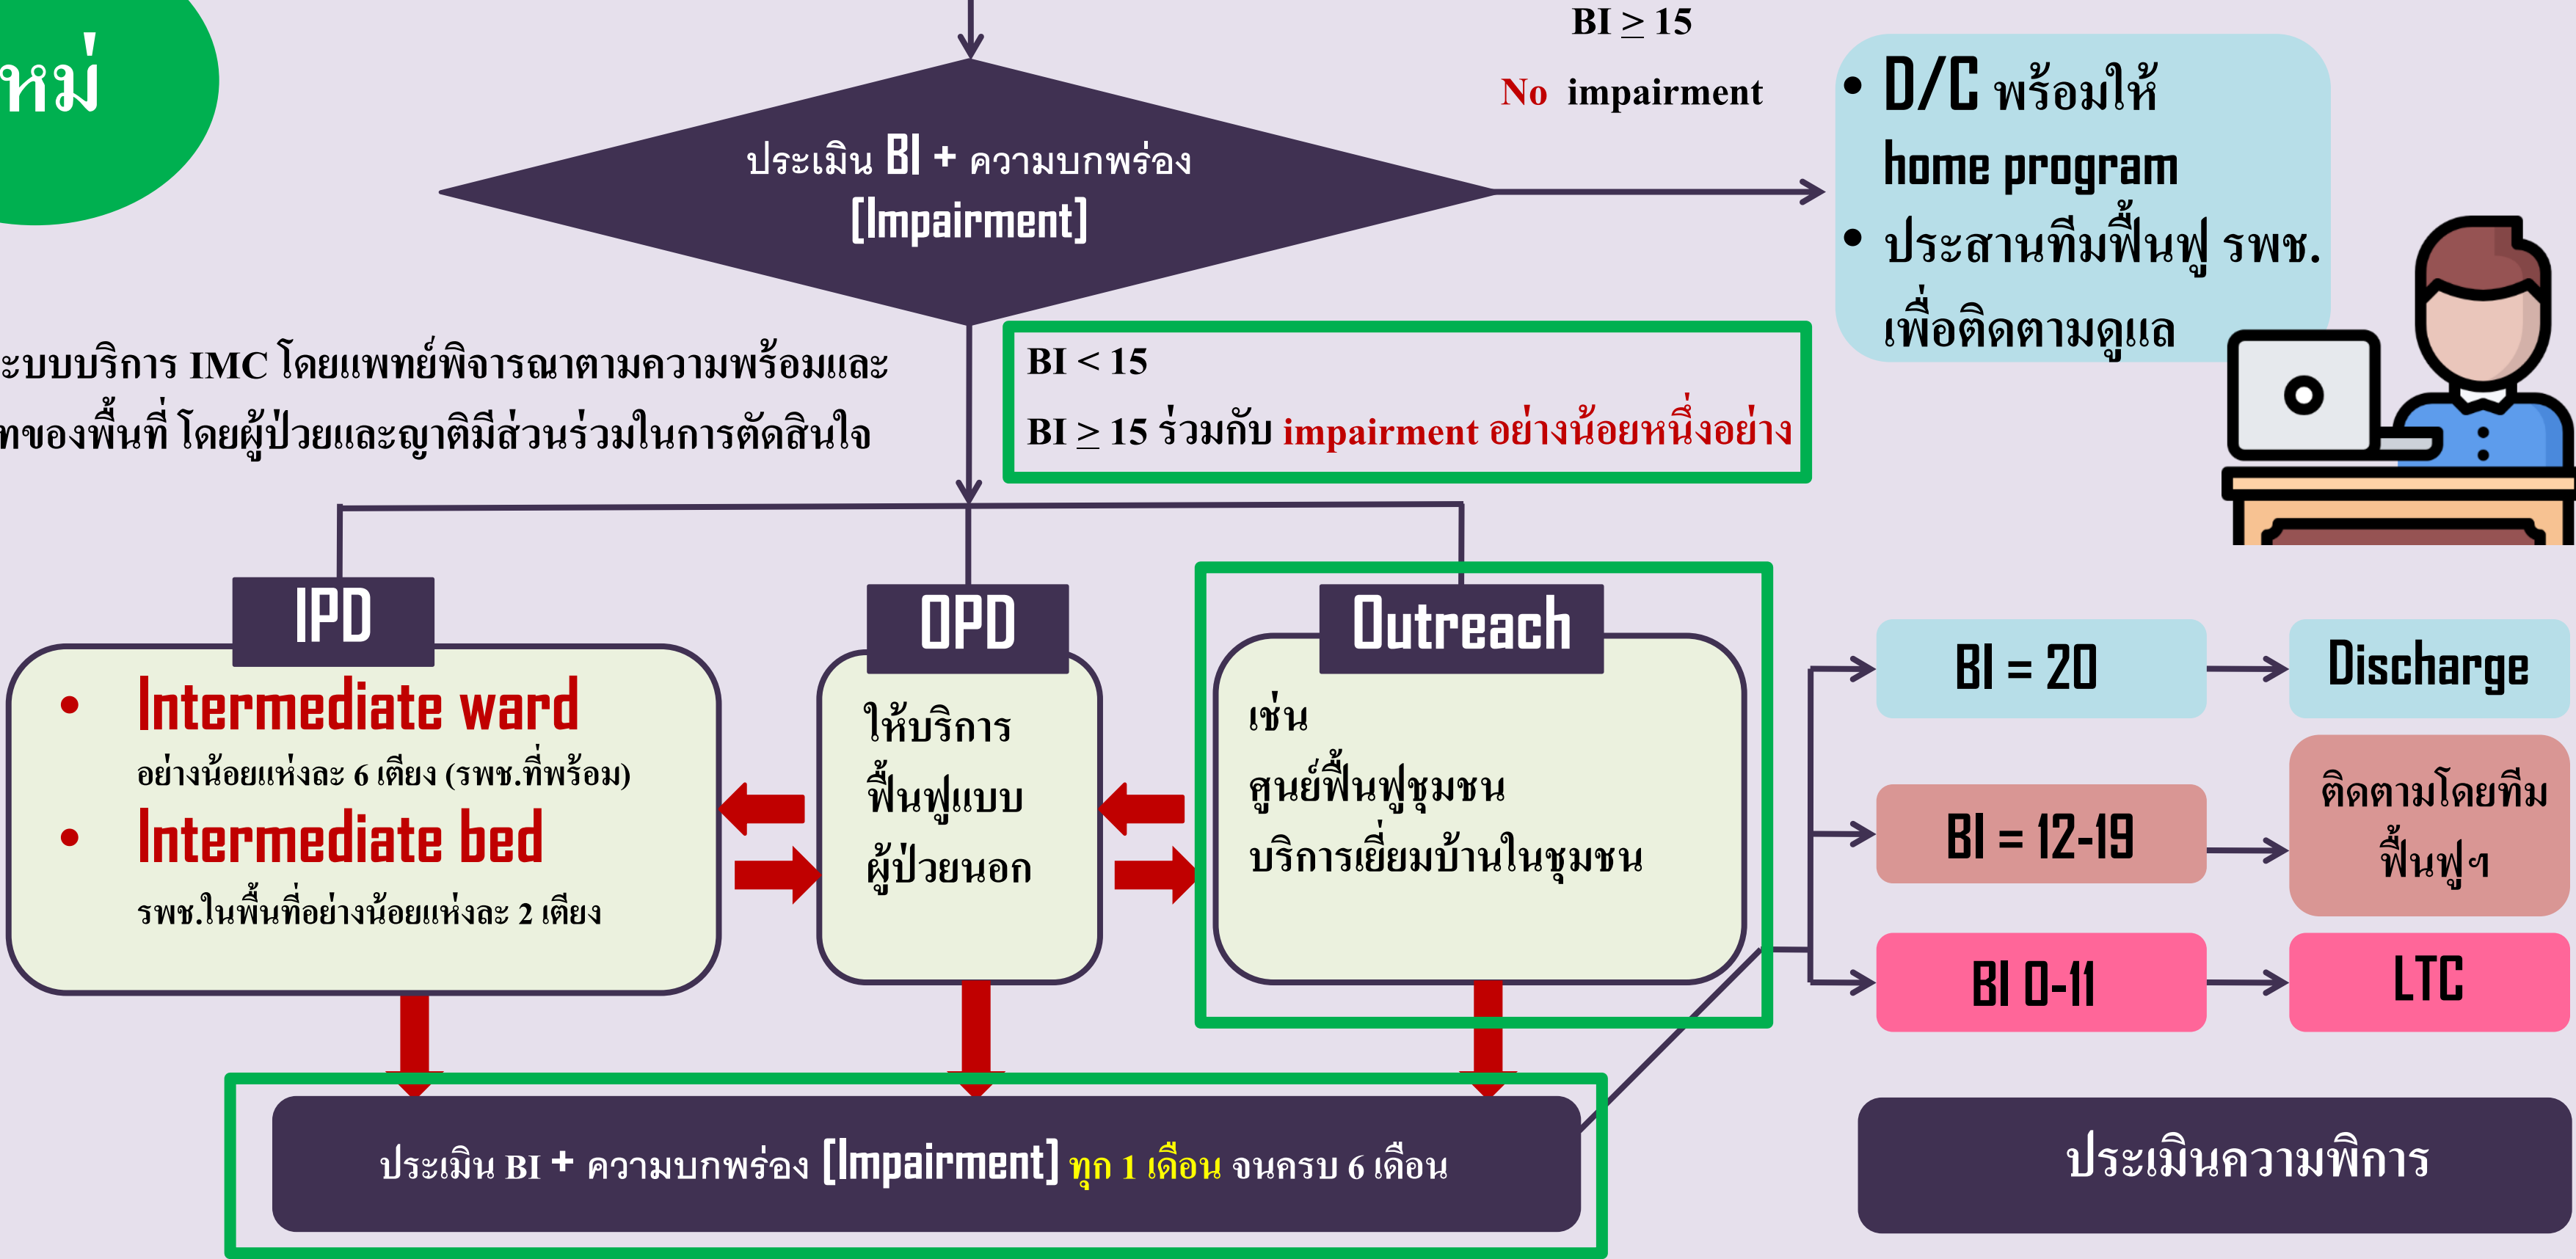 หม่
BI ≥ 15
No impairment
ประเมิน BI + ความบกพร่อง
[Impairment]
• D/C พร้อมให้
home program
• ประสานทีมฟื้นฟู รพช.
เพื่อติดตามดูแล
ะบบบริการ IMC โดยแพทย์พิจารณาตามความพร้อมและ
ทของพื้นที่ โดยผู้ป่วยและญาติมีส่วนร่วมในการตัดสินใจ
BI < 15
BI ≥ 15 ร่วมกับ impairment อย่างน้อยหนึ่งอย่าง
IPD
• Intermediate ward
อย่างน้อยแห่งละ 6 เตียง (รพช.ที่พร้อม)
• Intermediate bed
รพช.ในพื้นที่อย่างน้อยแห่งละ 2 เตียง
OPD
ให้บริการ
ฟื้นฟูแบบ
ผู้ป่วยนอก
Outreach
เช่น
ศูนย์ฟื้นฟูชุมชน
บริการเยี่ยมบ้านในชุมชน
BI = 20
Discharge
BI = 12-19
ติดตามโดยทีม
ฟื้นฟูฯ
BI 0-11
LTC
ประเมิน BI + ความบกพร่อง [Impairment] ทุก 1 เดือน จนครบ 6 เดือน
ประเมินความพิการ